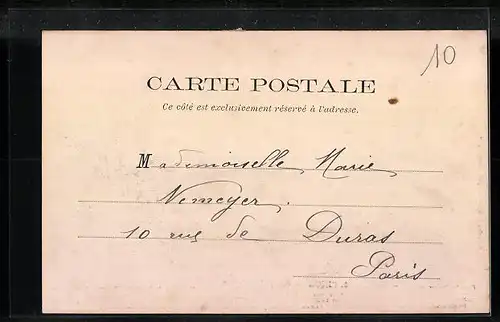 10
CARTE POSTALE
Ce côté est exclusivement réservé à l'adresse.
Mademoiselle Marie
Nemeyer.
10 rue de Duras
Paris